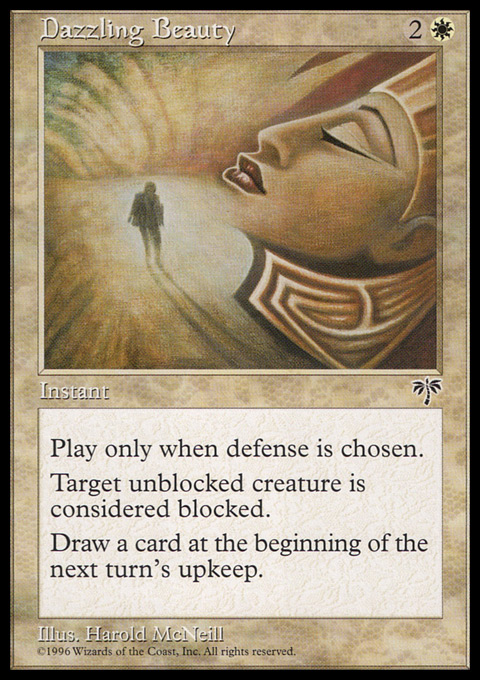 Dazzling Beauty 2
Instant
Play only when defense is chosen.
Target unblocked creature is
considered blocked.
Draw a card at the beginning of the
next turn's upkeep.
Illus. Harold McNeill
©1996 Wizards of the Coast, Inc. All rights reserved.